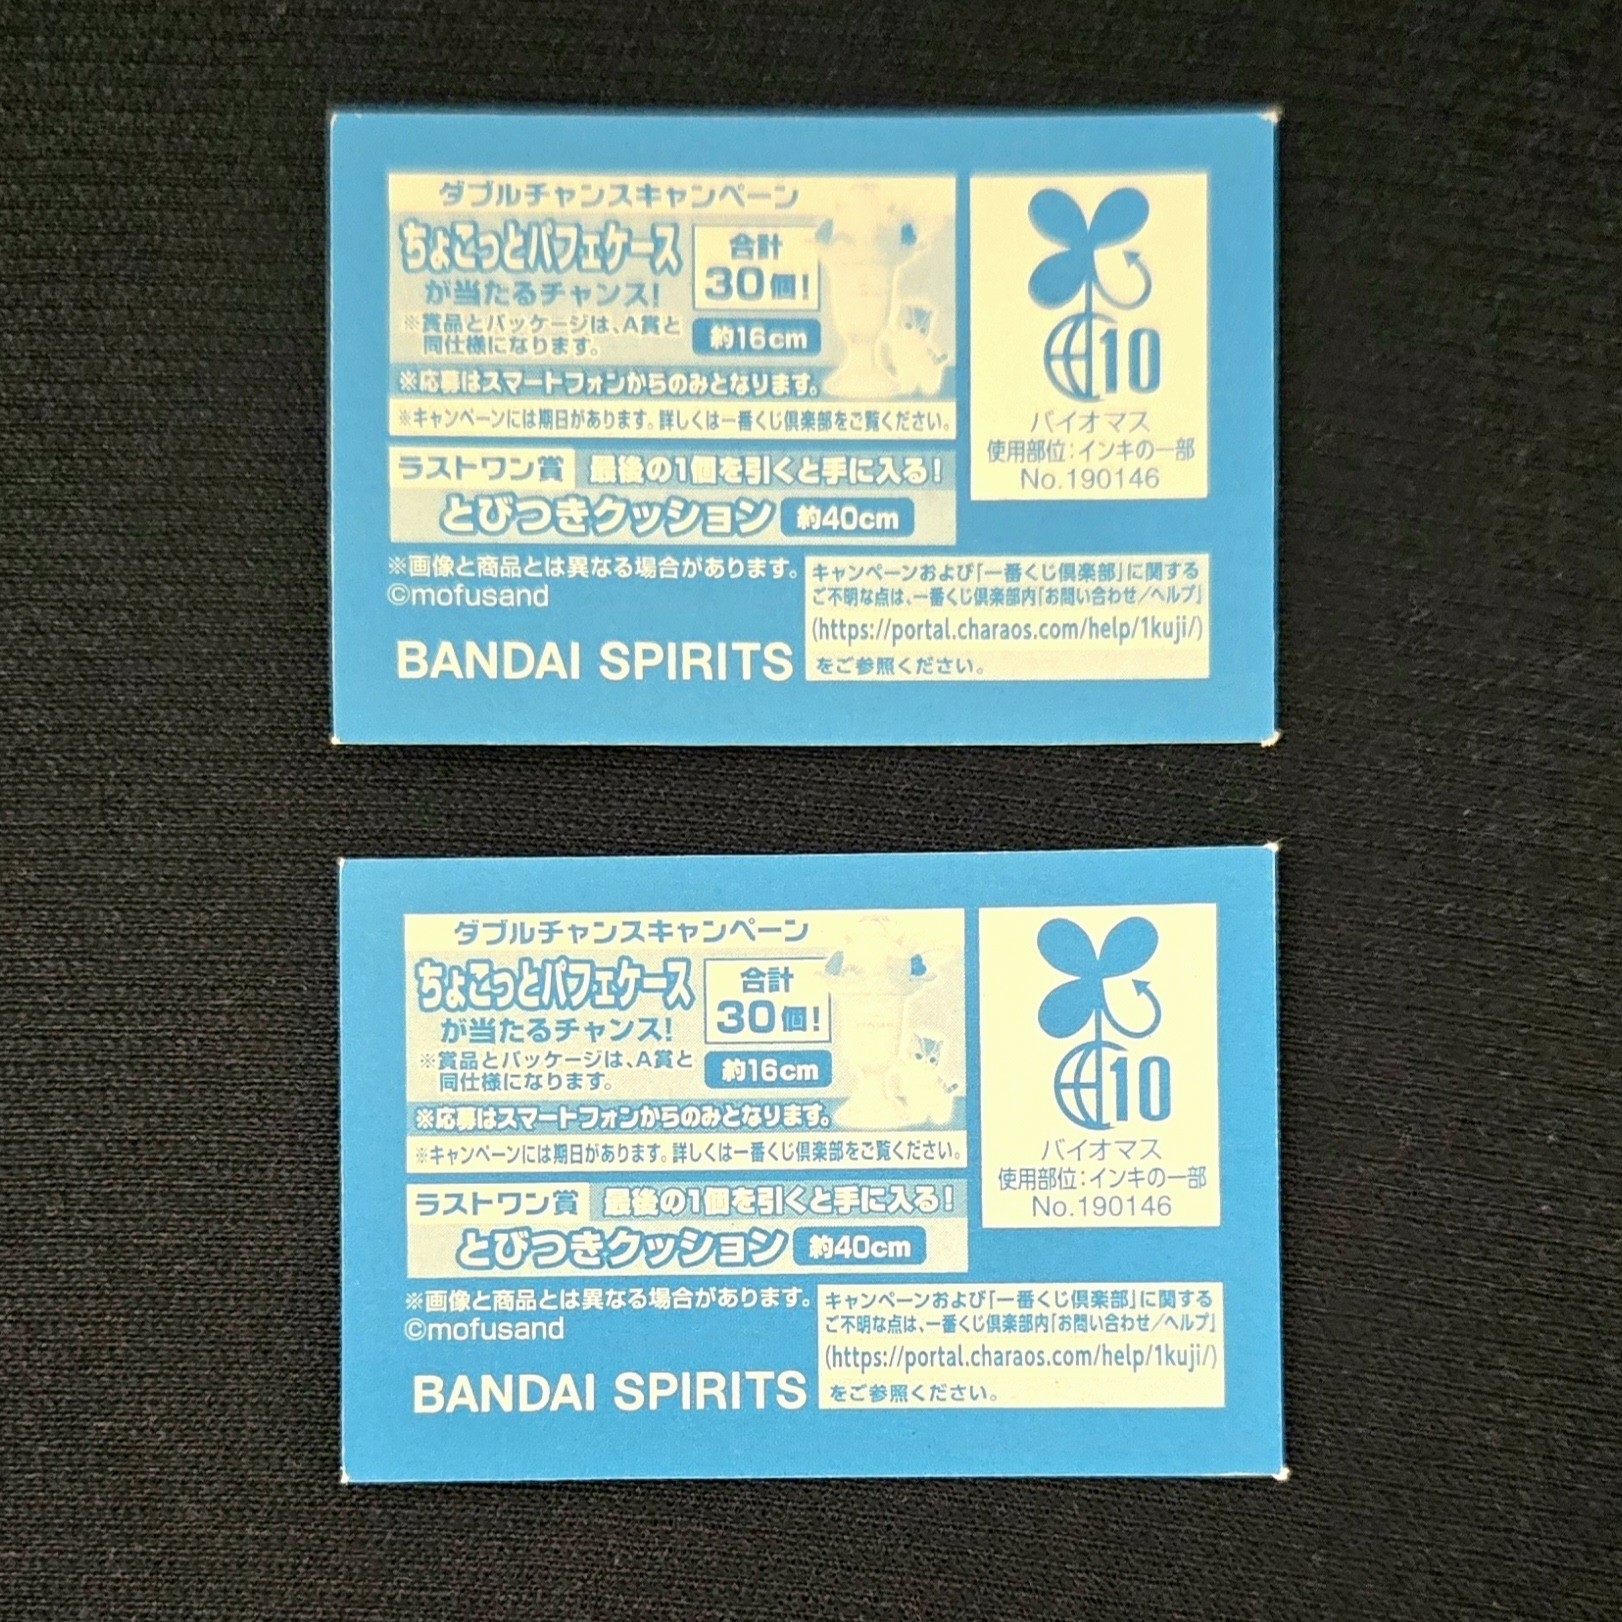 ダブルチャンスキャンペーン
ちょこっとパフェケース
が当たるチャンス!
合計
30個!
※賞品とパッケージは、A賞と
同仕様になります。
約16cm
※応募はスマートフォンからのみとなります。
※キャンペーンには期日があります。詳しくは一番くじ倶楽部をご覧ください。
ラストワン賞 最後の1個を引くと手に入る!
とびつきクッション 約40cm
※画像と商品とは異なる場合があります。
©mofusand
BANDAI SPIRITS
10
バイオマス
使用部位:インキの一部
No.190146
キャンペーンおよび「一番くじ倶楽部」に関する
ご不明な点は、一番くじ倶楽部内「お問い合わせ/ヘルプ」
(https://portal.charaos.com/help/1kuji/)
をご参照ください。
ダブルチャンスキャンペーン
ちょこっとパフェケース
が当たるチャンス!
合計
30個!
※賞品とパッケージは、A賞と
同仕様になります。
約16cm
※応募はスマートフォンからのみとなります。
※キャンペーンには期日があります。詳しくは一番くじ倶楽部をご覧ください。
ラストワン賞 最後の1個を引くと手に入る!
とびつきクッション 約40cm
※画像と商品とは異なる場合があります。
©mofusand
BANDAI SPIRITS
10
バイオマス
使用部位:インキの一部
No.190146
キャンペーンおよび「一番くじ倶楽部」に関する
ご不明な点は、一番くじ倶楽部内「お問い合わせ/ヘルプ」
(https://portal.charaos.com/help/1kuji/)
をご参照ください。